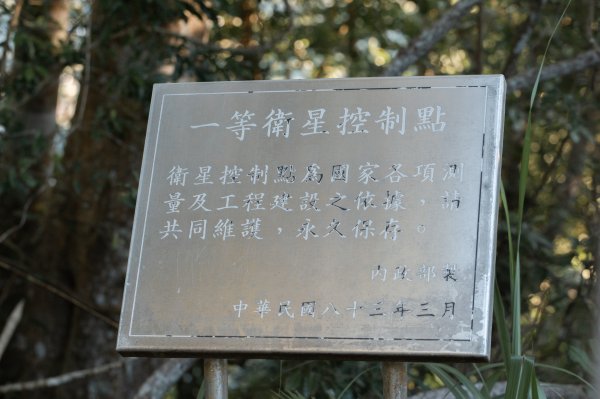 一等衛星控制點
衛星控制點為國家各項測
量及工程建設之依據，請
共同維護，永久保存。
內政部製
中華民國八十三年三月